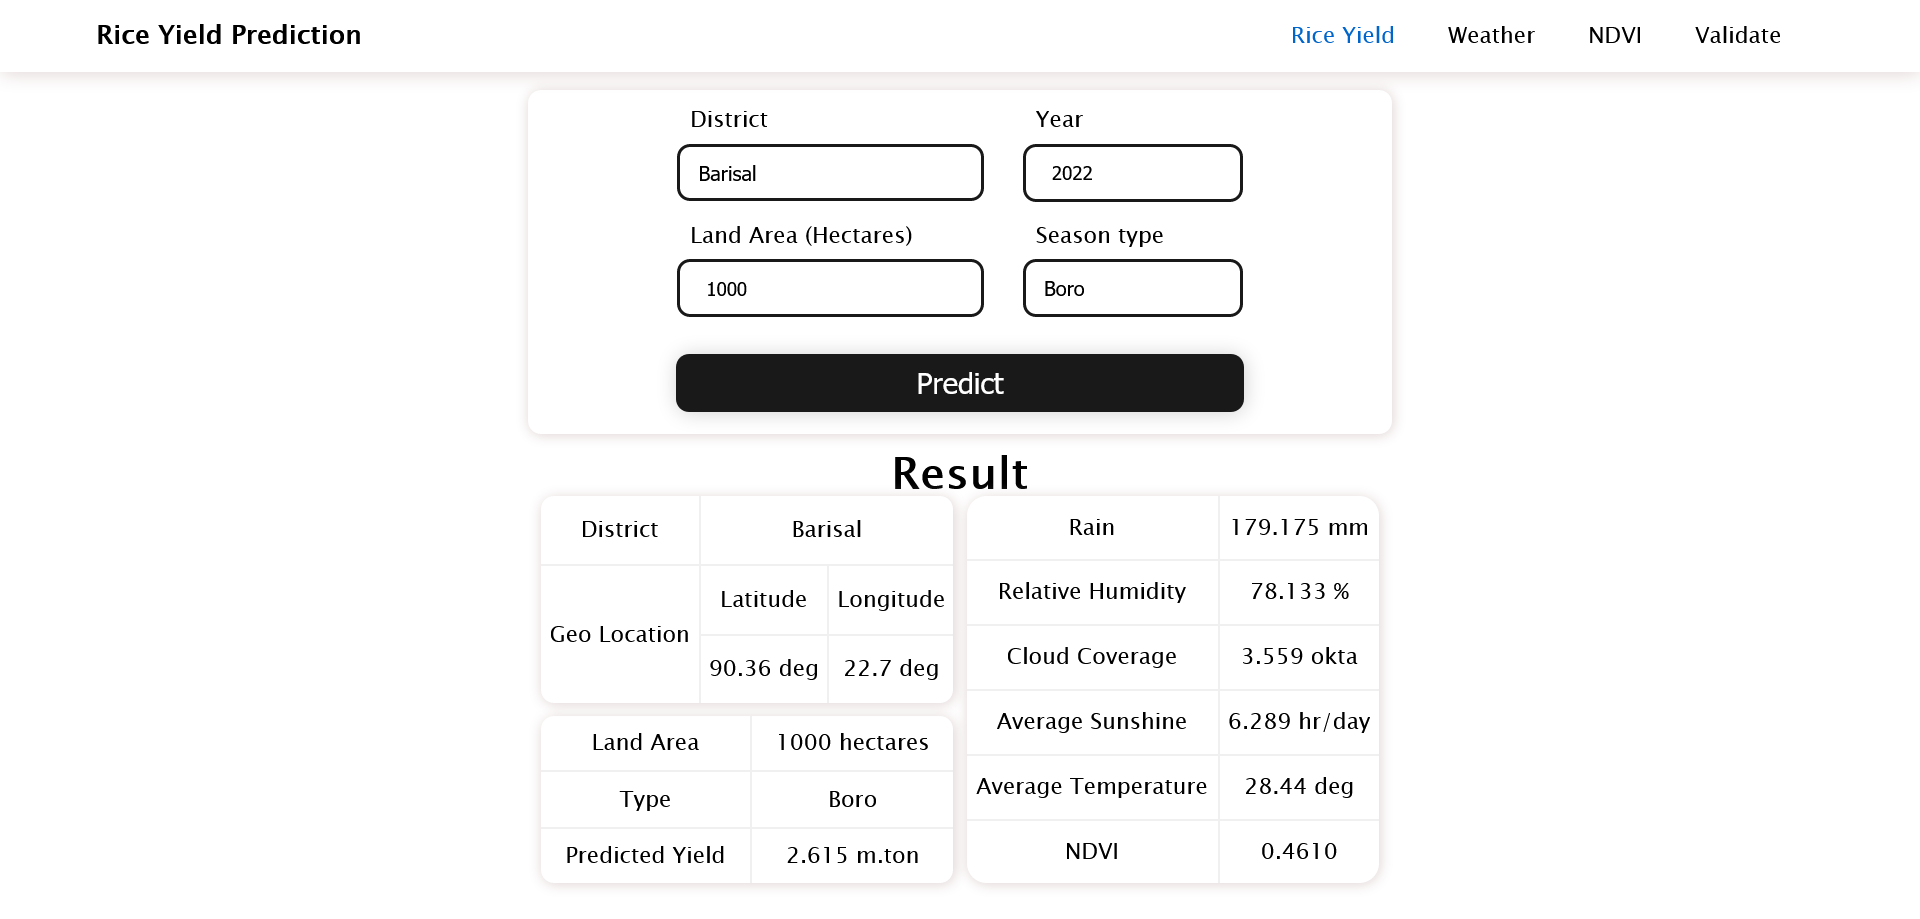 Rice Yield Prediction
Rice Yield Weather NDVI Validate
District Year
Barisal 2022
Land Area (Hectares) Season type
1000 Boro
Predict
Result
District Barisal
Geo Location Latitude Longitude
90.36 deg 22.7 deg
Land Area 1000 hectares
Type Boro
Predicted Yield 2.615 m.ton
Rain 179.175 mm
Relative Humidity 78.133 %
Cloud Coverage 3.559 okta
Average Sunshine 6.289 hr/day
Average Temperature 28.44 deg
NDVI 0.4610